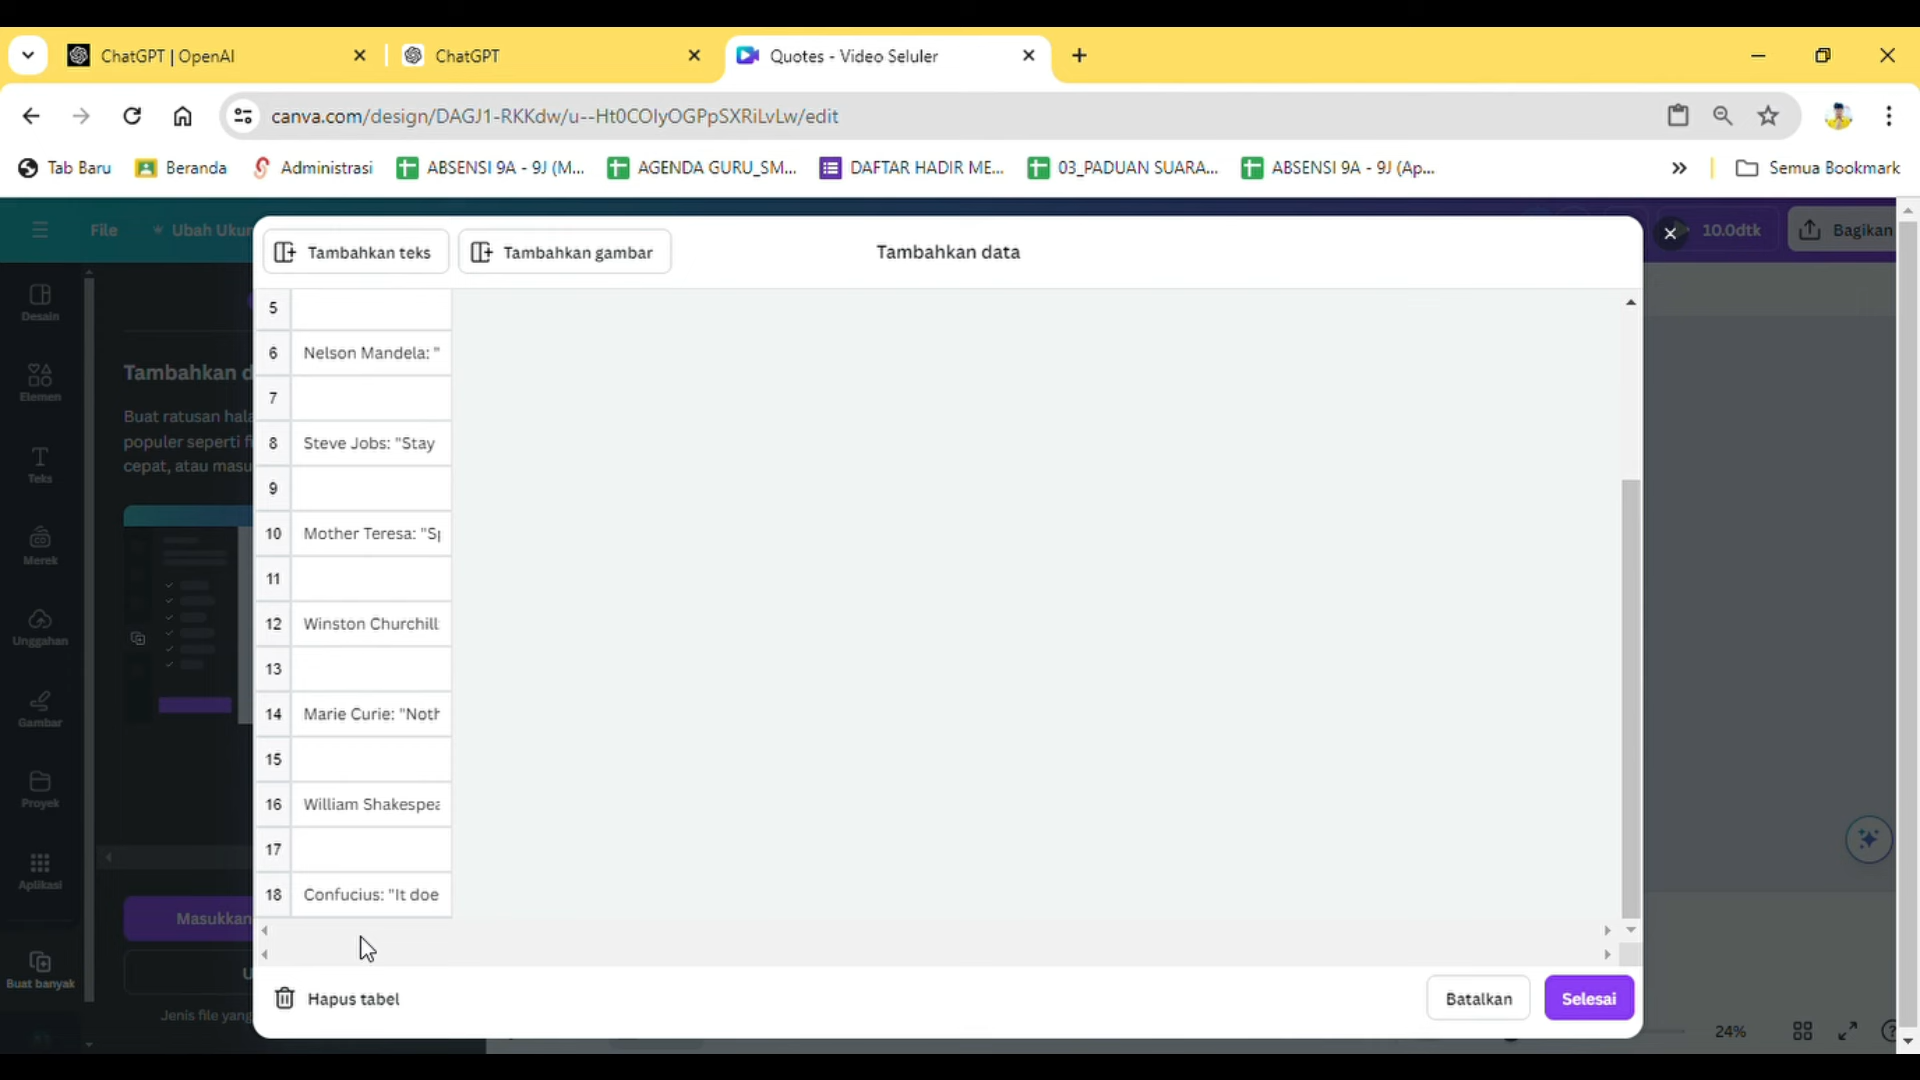 ChatGPT | OpenAI
ChatGPT
Quotes - Video Seluler
canva.com/design/DAGJ1-RKKdw/u--Ht0COIyOGPpSXRiLvLw/edit
Tab Baru
Beranda
Administrasi
ABSENSI 9A - 9J (M...
AGENDA GURU_SM...
DAFTAR HADIR ME...
03_PADUAN SUARA...
ABSENSI 9A - 9J (Ap...
Semua Bookmark
File
Ubah Ukur
Tambahkan teks
Tambahkan gambar
Tambahkan data
10.0dtk
Bagikan
Desain
Elemen
Teks
Merek
Unggahan
Gambar
Proyek
Aplikasi
Buat banyak
Tambahkan d
Buat ratusan hala
populer seperti f
cepat, atau masu
Masukkan
U
Jenis file yang
5
6 Nelson Mandela: "
7
8 Steve Jobs: "Stay
9
10 Mother Teresa: "Sp
11
12 Winston Churchill
13
14 Marie Curie: "Noth
15
16 William Shakespea
17
18 Confucius: "It doe
Hapus tabel
Batalkan
Selesai
24%